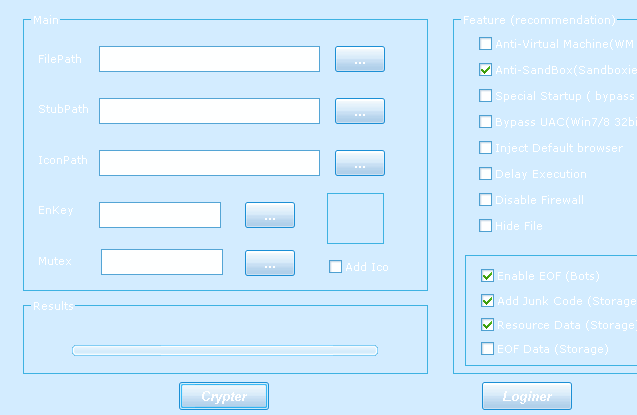 Main
FilePath
...
StubPath
...
IconPath
...
EnKey
...
Mutex
...
Add Ico
Results
Crypter
Feature (recommendation)
Anti-Virtual Machine(WM
Anti-SandBox(Sandboxie
Special Startup ( bypass
Bypass UAC(Win7/8 32bi
Inject Default browser
Delay Execution
Disable Firewall
Hide File
Enable EOF (Bots)
Add Junk Code (Storage
Resource Data (Storage)
EOF Data (Storage)
Loginer